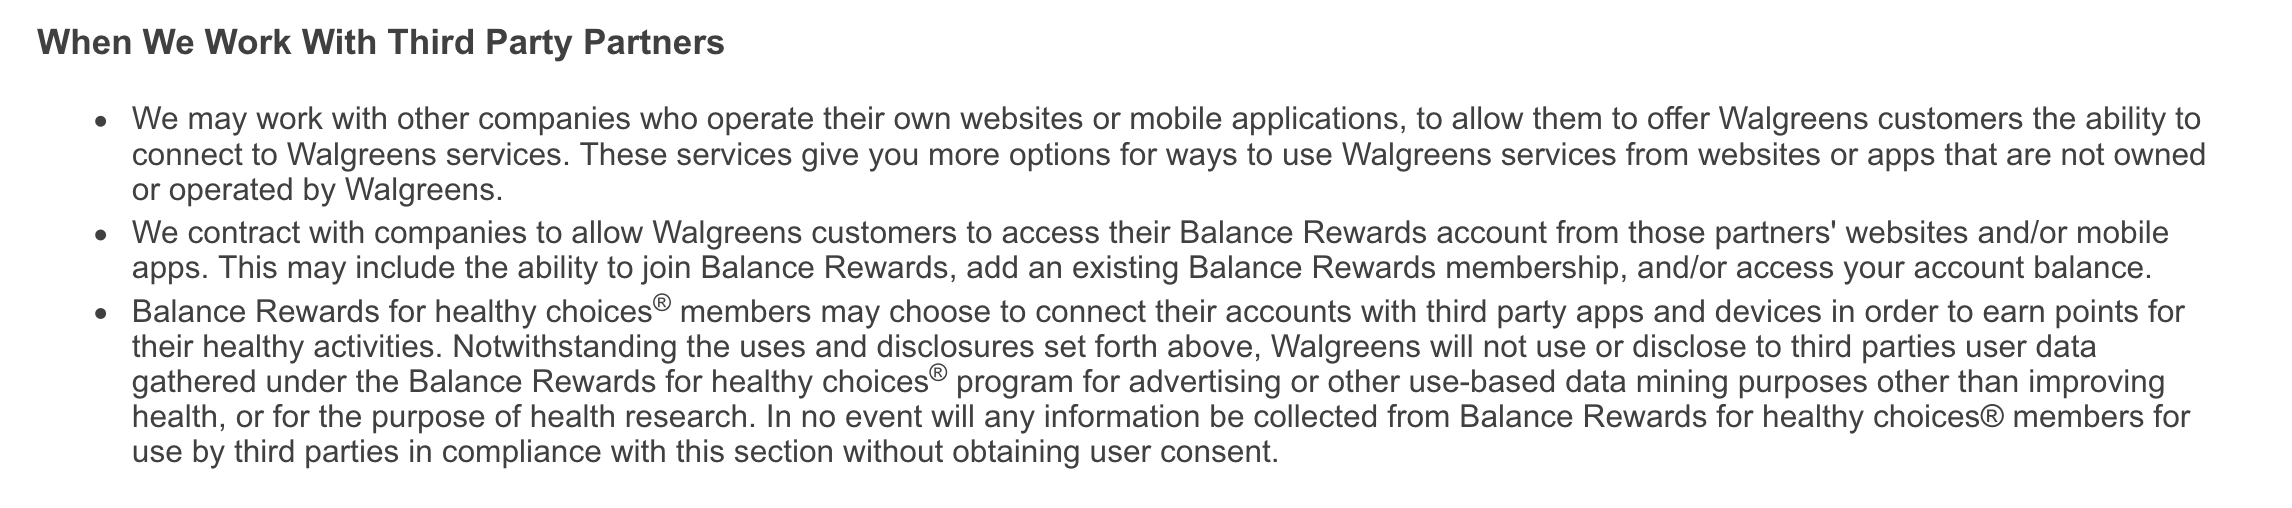 When We Work With Third Party Partners
• We may work with other companies who operate their own websites or mobile applications, to allow them to offer Walgreens customers the ability to
connect to Walgreens services. These services give you more options for ways to use Walgreens services from websites or apps that are not owned
or operated by Walgreens.
• We contract with companies to allow Walgreens customers to access their Balance Rewards account from those partners' websites and/or mobile
apps. This may include the ability to join Balance Rewards, add an existing Balance Rewards membership, and/or access your account balance.
• Balance Rewards for healthy choices® members may choose to connect their accounts with third party apps and devices in order to earn points for
their healthy activities. Notwithstanding the uses and disclosures set forth above, Walgreens will not use or disclose to third parties user data
gathered under the Balance Rewards for healthy choices® program for advertising or other use-based data mining purposes other than improving
health, or for the purpose of health research. In no event will any information be collected from Balance Rewards for healthy choices® members for
use by third parties in compliance with this section without obtaining user consent.